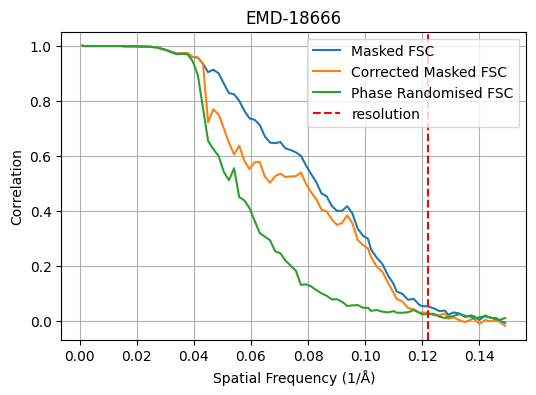 EMD-18666
Masked FSC
Corrected Masked FSC
Phase Randomised FSC
resolution
Correlation
1.0
0.8
0.6
0.4
0.2
0.0
0.00 0.02 0.04 0.06 0.08 0.10 0.12 0.14
Spatial Frequency (1/Å)